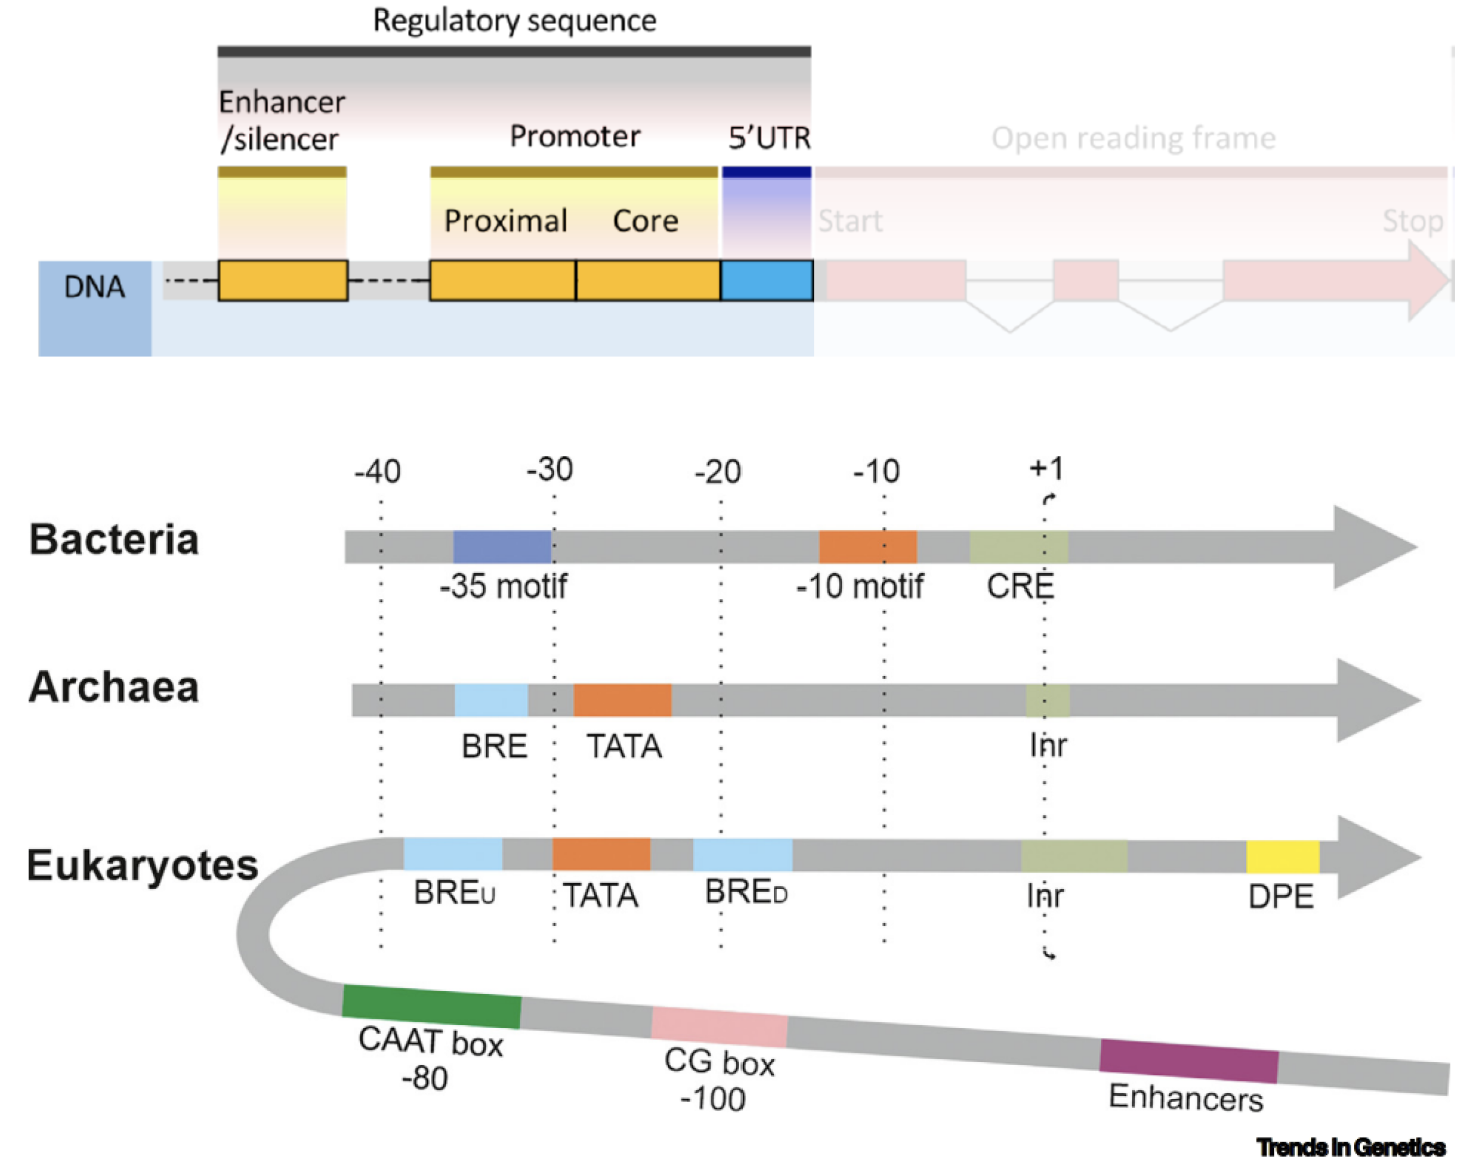 Regulatory sequence
Enhancer
/silencer
Promoter
5’UTR
Open reading frame
Proximal
Core
Start
Stop
DNA
-40 -30 -20 -10 +1
Bacteria
-35 motif -10 motif CRE
Archaea
BRE TATA Inr
Eukaryotes
BREU TATA BRED Inr DPE
CAAT box
-80
CG box
-100
Enhancers
Trends in Genetics